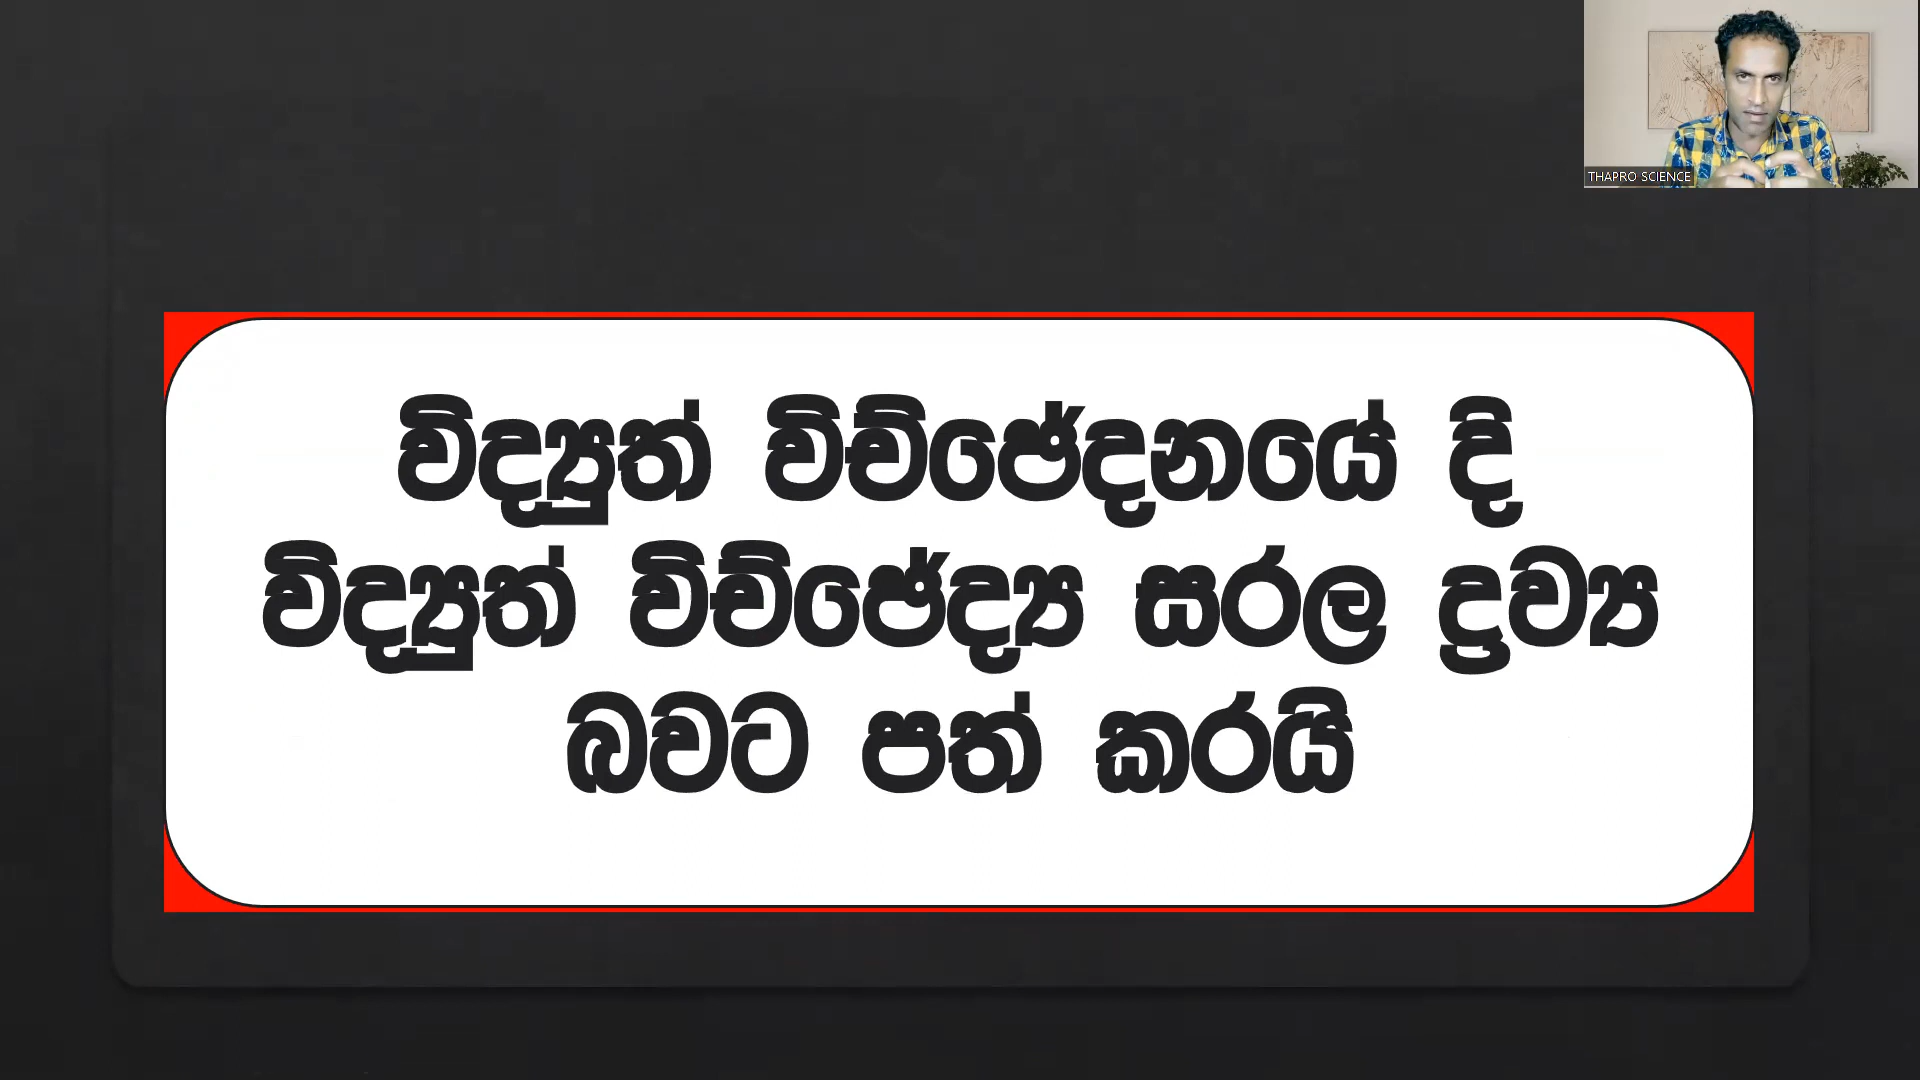 THAPRO SCIENCE
විද්‍යුත් විච්ඡේදනයේ දි
විද්‍යුත් විච්ඡේද්‍ය සරල ද්‍රව්‍ය
බවට පත් කරයි